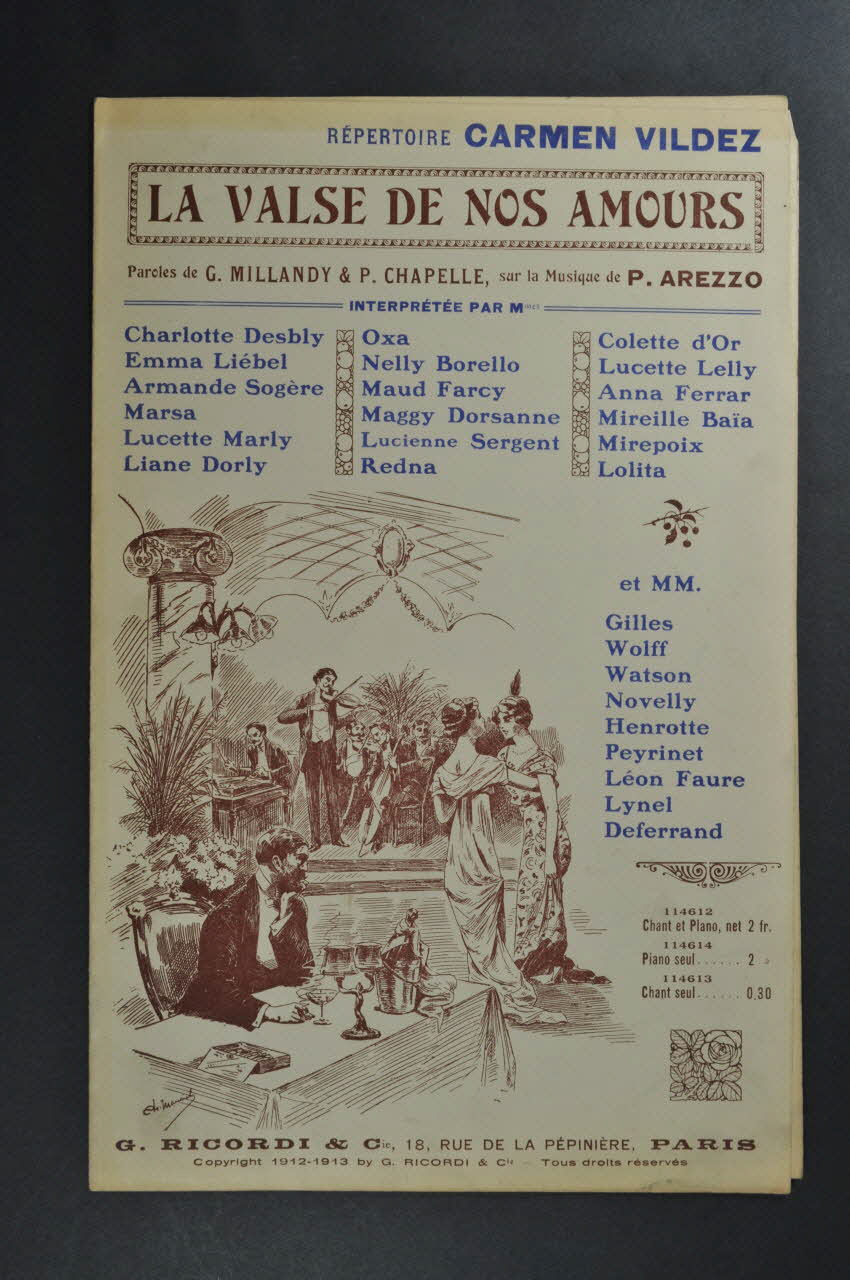 RÉPERTOIRE CARMEN VILDEZ
LA VALSE DE NOS AMOURS
Paroles de G. MILLANDY & P. CHAPELLE, sur la Musique de P. AREZZO
INTERPRÉTÉE PAR Mmes
Charlotte Desbly
Emma Liébel
Armande Sogère
Marsa
Lucette Marly
Liane Dorly
Oxa
Nelly Borello
Maud Farcy
Maggy Dorsanne
Lucienne Sergent
Redna
Colette d'Or
Lucette Lelly
Anna Ferrar
Mireille Baïa
Mirepoix
Lolita
et MM.
Gilles
Wolff
Watson
Novelly
Henrotte
Peyrinet
Léon Faure
Lynel
Deferrand
114612
Chant et Piano, net 2 fr.
114614
Piano seul...... 2 »
114613
Chant seul...... 0,30
G. RICORDI & Cie, 18, RUE DE LA PÉPINIÈRE, PARIS
Copyright 1912-1913 by G. RICORDI & Cie - Tous droits réservés